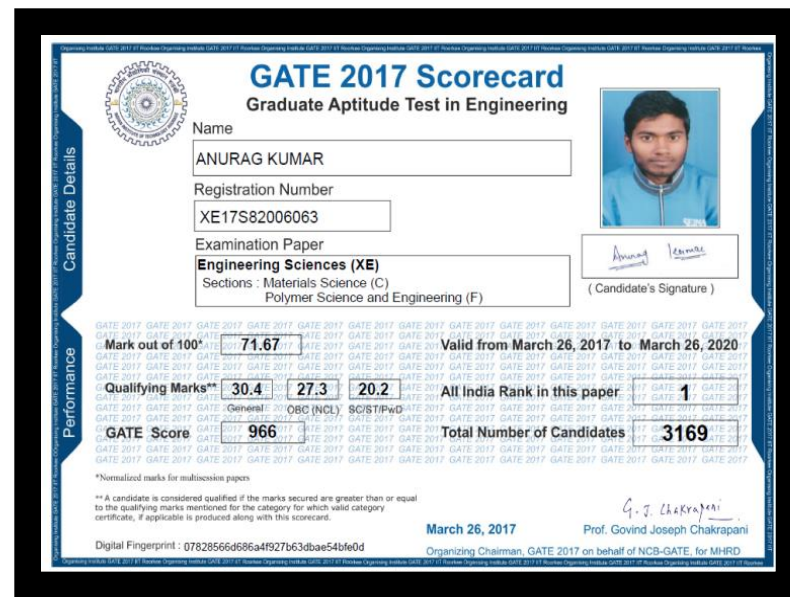 GATE 2017 Scorecard
Graduate Aptitude Test in Engineering
Candidate Details
Name
ANURAG KUMAR
Registration Number
XE17S82006063
Examination Paper
Engineering Sciences (XE)
Sections : Materials Science (C)
Polymer Science and Engineering (F)
SEIMA
Anurag Kumar
( Candidate's Signature )
Performance
Mark out of 100* 71.67 Valid from March 26, 2017 to March 26, 2020
Qualifying Marks** 30.4 27.3 20.2 All India Rank in this paper 1
General OBC (NCL) SC/ST/PwD
GATE Score 966 Total Number of Candidates 3169
*Normalized marks for multisession papers
** A candidate is considered qualified if the marks secured are greater than or equal
to the qualifying marks mentioned for the category for which valid category
certificate, if applicable is produced along with this scorecard.
G. J. Chakrapani
March 26, 2017 Prof. Govind Joseph Chakrapani
Digital Fingerprint : 07828566d686a4f927b63dbae54bfe0d
Organizing Chairman, GATE 2017 on behalf of NCB-GATE, for MHRD